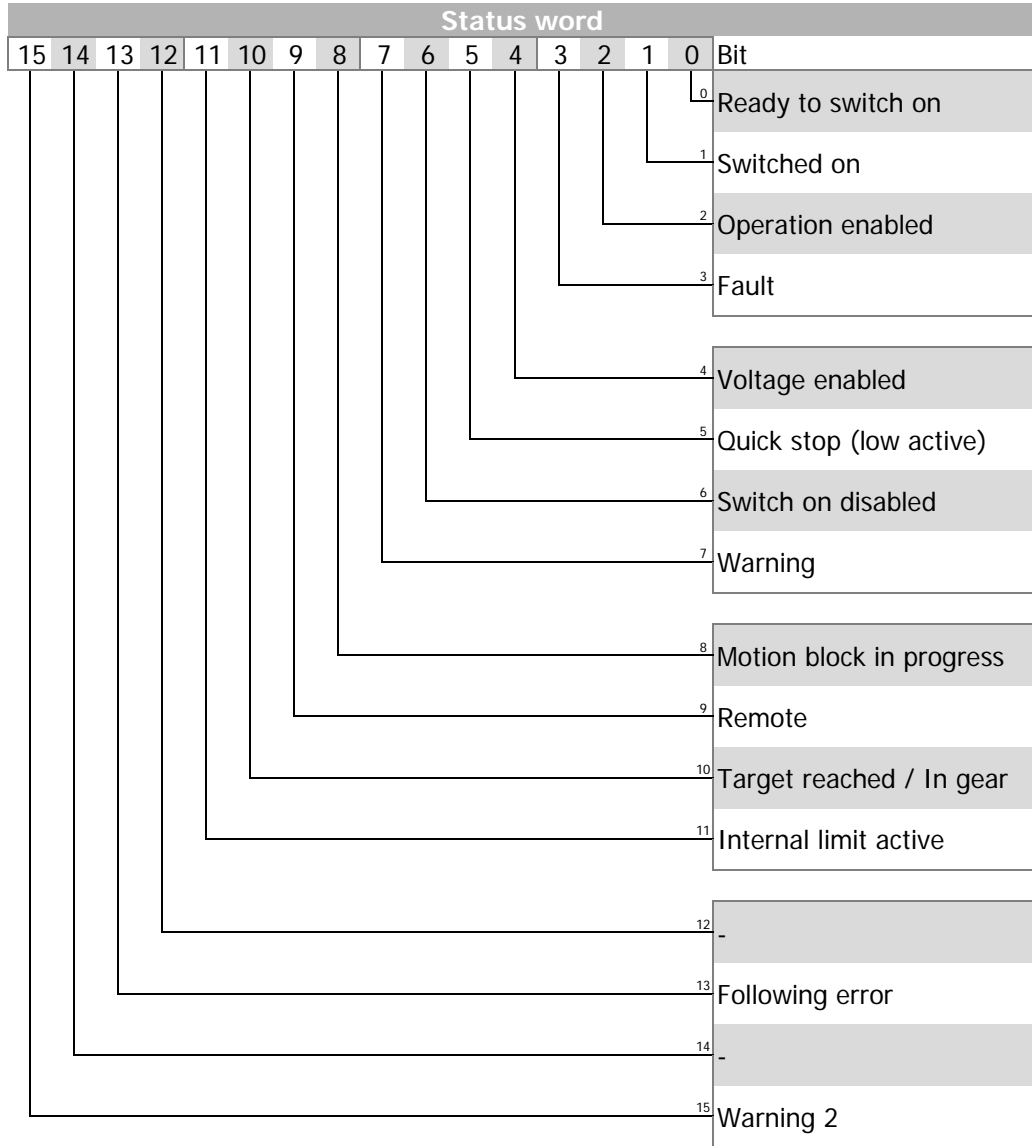 Status word
15 14 13 12 11 10 9 8 7 6 5 4 3 2 1 0 Bit
0 Ready to switch on
1 Switched on
2 Operation enabled
3 Fault
4 Voltage enabled
5 Quick stop (low active)
6 Switch on disabled
7 Warning
8 Motion block in progress
9 Remote
10 Target reached / In gear
11 Internal limit active
12 -
13 Following error
14 -
15 Warning 2